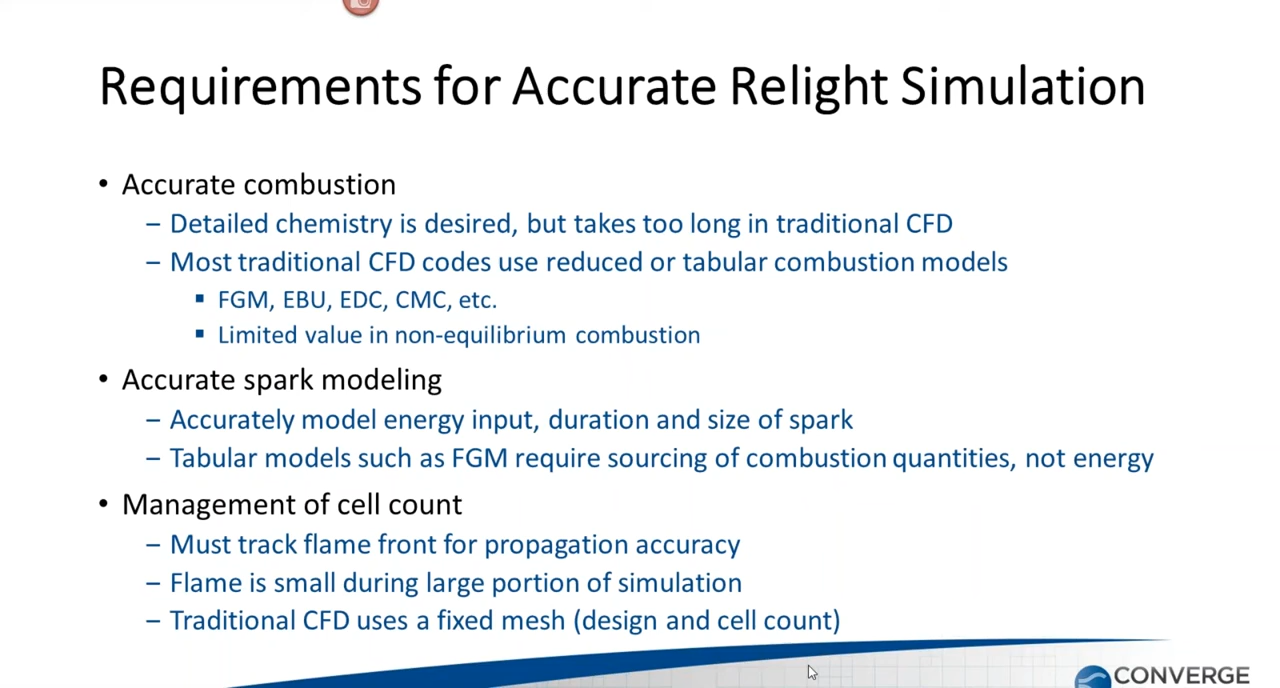 Requirements for Accurate Relight Simulation
• Accurate combustion
– Detailed chemistry is desired, but takes too long in traditional CFD
– Most traditional CFD codes use reduced or tabular combustion models
▪ FGM, EBU, EDC, CMC, etc.
▪ Limited value in non-equilibrium combustion
• Accurate spark modeling
– Accurately model energy input, duration and size of spark
– Tabular models such as FGM require sourcing of combustion quantities, not energy
• Management of cell count
– Must track flame front for propagation accuracy
– Flame is small during large portion of simulation
– Traditional CFD uses a fixed mesh (design and cell count)
CONVERGE